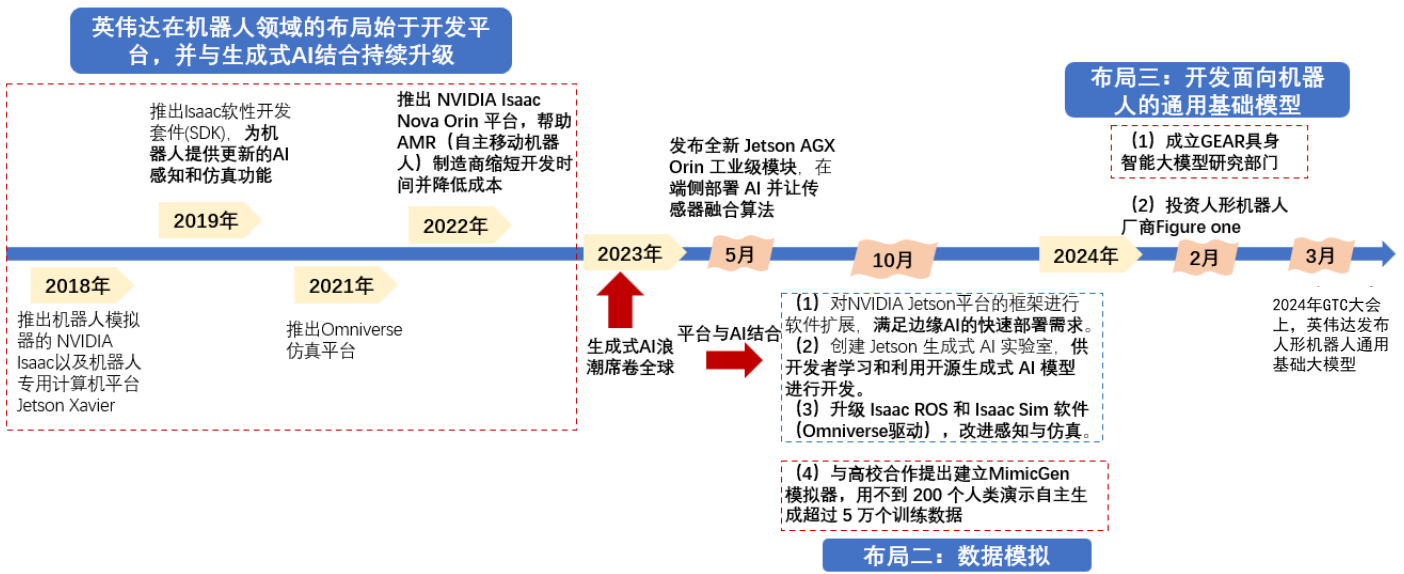 英伟达在机器人领域的布局始于开发平
台，并与生成式AI结合持续升级
推出Isaac软性开发
套件(SDK)，为机
器人提供更新的AI
感知和仿真功能
2019年
推出 NVIDIA Isaac
Nova Orin 平台，帮助
AMR（自主移动机器
人）制造商缩短开发时
间并降低成本
2022年
2018年
推出机器人模拟
器的 NVIDIA
Isaac以及机器人
专用计算机平台
Jetson Xavier
2021年
推出Omniverse
仿真平台
2023年
生成式AI浪
潮席卷全球
发布全新 Jetson AGX
Orin 工业级模块，在
端侧部署 AI 并让传
感器融合算法
5月
平台与AI结合
10月
（1）对NVIDIA Jetson平台的框架进行
软件扩展，满足边缘AI的快速部署需求。
（2）创建 Jetson 生成式 AI 实验室，供
开发者学习和利用开源生成式 AI 模型
进行开发。
（3）升级 Isaac ROS 和 Isaac Sim 软件
（Omniverse驱动），改进感知与仿真。
（4）与高校合作提出建立MimicGen
模拟器，用不到 200 个人类演示自主生
成超过 5 万个训练数据
布局二：数据模拟
布局三：开发面向机器
人的通用基础模型
（1）成立GEAR具身
智能大模型研究部门
（2）投资人形机器人
厂商Figure one
2024年
2月
3月
2024年GTC大会
上，英伟达发布
人形机器人通用
基础大模型